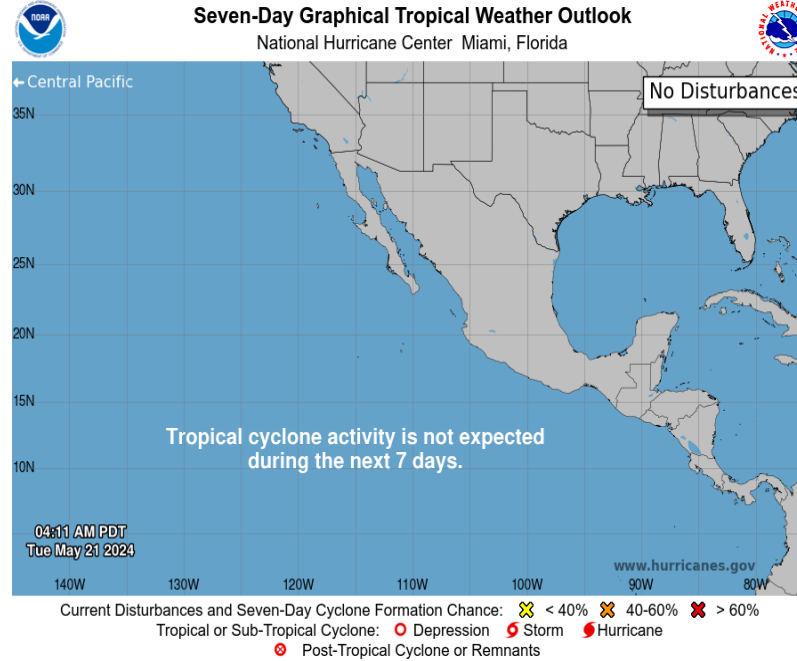 Seven-Day Graphical Tropical Weather Outlook
National Hurricane Center Miami, Florida
NOAA
← Central Pacific
No Disturbances
35N
30N
25N
20N
15N
10N
Tropical cyclone activity is not expected
during the next 7 days.
04:11 AM PDT
Tue May 21 2024
www.hurricanes.gov
140W 130W 120W 110W 100W 90W 80W
Current Disturbances and Seven-Day Cyclone Formation Chance: < 40% 40-60% > 60%
Tropical or Sub-Tropical Cyclone: Depression Storm Hurricane
Post-Tropical Cyclone or Remnants